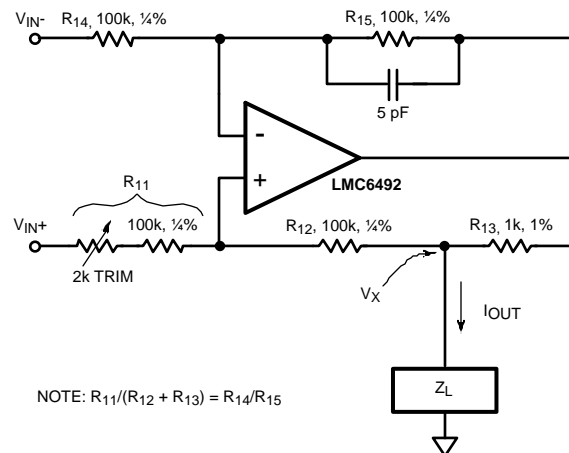 VIN-
R14, 100k, ¼%
R15, 100k, ¼%
5 pF
-
+
LMC6492
R11
VIN+
100k, ¼%
2k TRIM
R12, 100k, ¼%
R13, 1k, 1%
VX
IOUT
ZL
NOTE: R11/(R12 + R13) = R14/R15